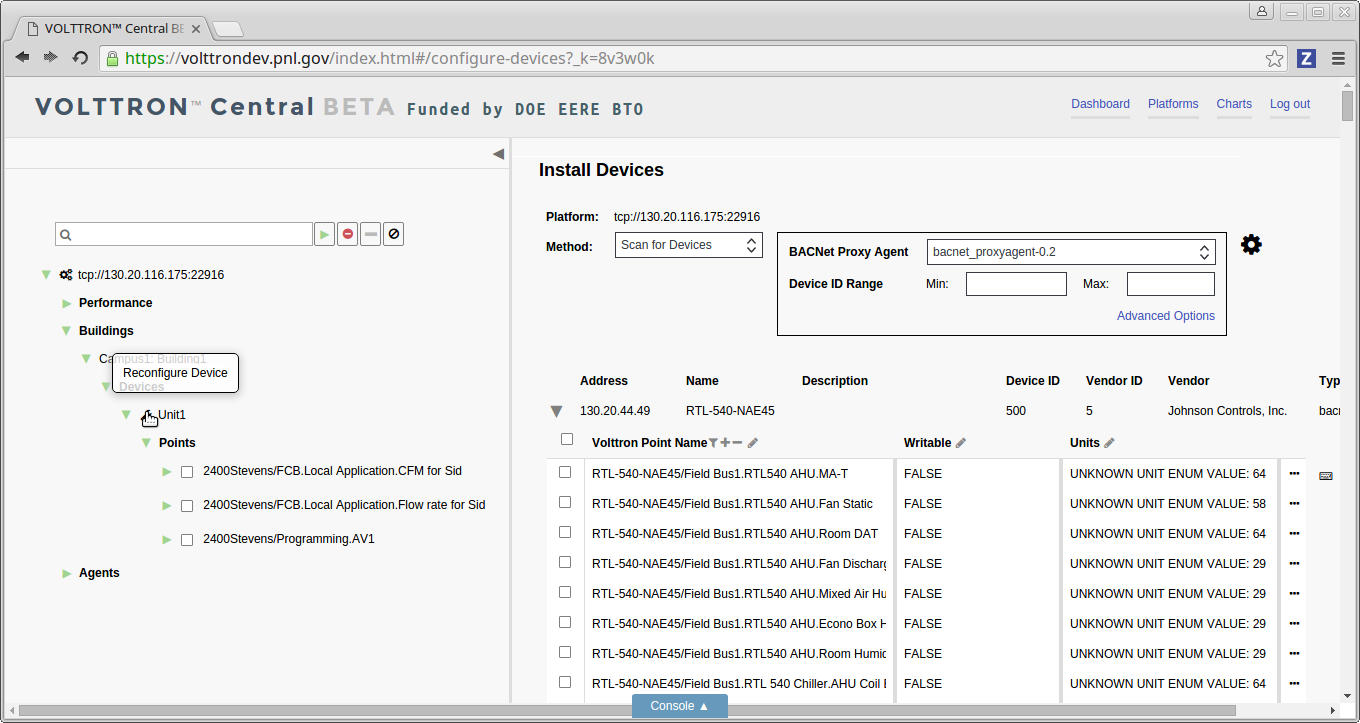 VOLTTRON™ Central BE
https://volttrondev.pnl.gov/index.html#/configure-devices?_k=8v3w0k
Z
VOLTTRON™ Central BETA Funded by DOE EERE BTO
Dashboard Platforms Charts Log out
Install Devices
Platform: tcp://130.20.116.175:22916
Method: Scan for Devices
BACNet Proxy Agent bacnet_proxyagent-0.2
Device ID Range Min: Max:
Advanced Options
tcp://130.20.116.175:22916
Performance
Buildings
Campus1: Building1
Reconfigure Device
Devices
Unit1
Points
2400Stevens/FCB.Local Application.CFM for Sid
2400Stevens/FCB.Local Application.Flow rate for Sid
2400Stevens/Programming.AV1
Agents
Address Name Description Device ID Vendor ID Vendor Typ
130.20.44.49 RTL-540-NAE45 500 5 Johnson Controls, Inc. bacn
Volttron Point Name Writable Units
RTL-540-NAE45/Field Bus1.RTL540 AHU.MA-T FALSE UNKNOWN UNIT ENUM VALUE: 64
RTL-540-NAE45/Field Bus1.RTL540 AHU.Fan Static FALSE UNKNOWN UNIT ENUM VALUE: 58
RTL-540-NAE45/Field Bus1.RTL540 AHU.Room DAT FALSE UNKNOWN UNIT ENUM VALUE: 64
RTL-540-NAE45/Field Bus1.RTL540 AHU.Fan Discharg FALSE UNKNOWN UNIT ENUM VALUE: 29
RTL-540-NAE45/Field Bus1.RTL540 AHU.Mixed Air Hu FALSE UNKNOWN UNIT ENUM VALUE: 29
RTL-540-NAE45/Field Bus1.RTL540 AHU.Econo Box H FALSE UNKNOWN UNIT ENUM VALUE: 29
RTL-540-NAE45/Field Bus1.RTL540 AHU.Room Humid FALSE UNKNOWN UNIT ENUM VALUE: 29
RTL-540-NAE45/Field Bus1.RTL 540 Chiller.AHU Coil E FALSE UNKNOWN UNIT ENUM VALUE: 64
Console ▲